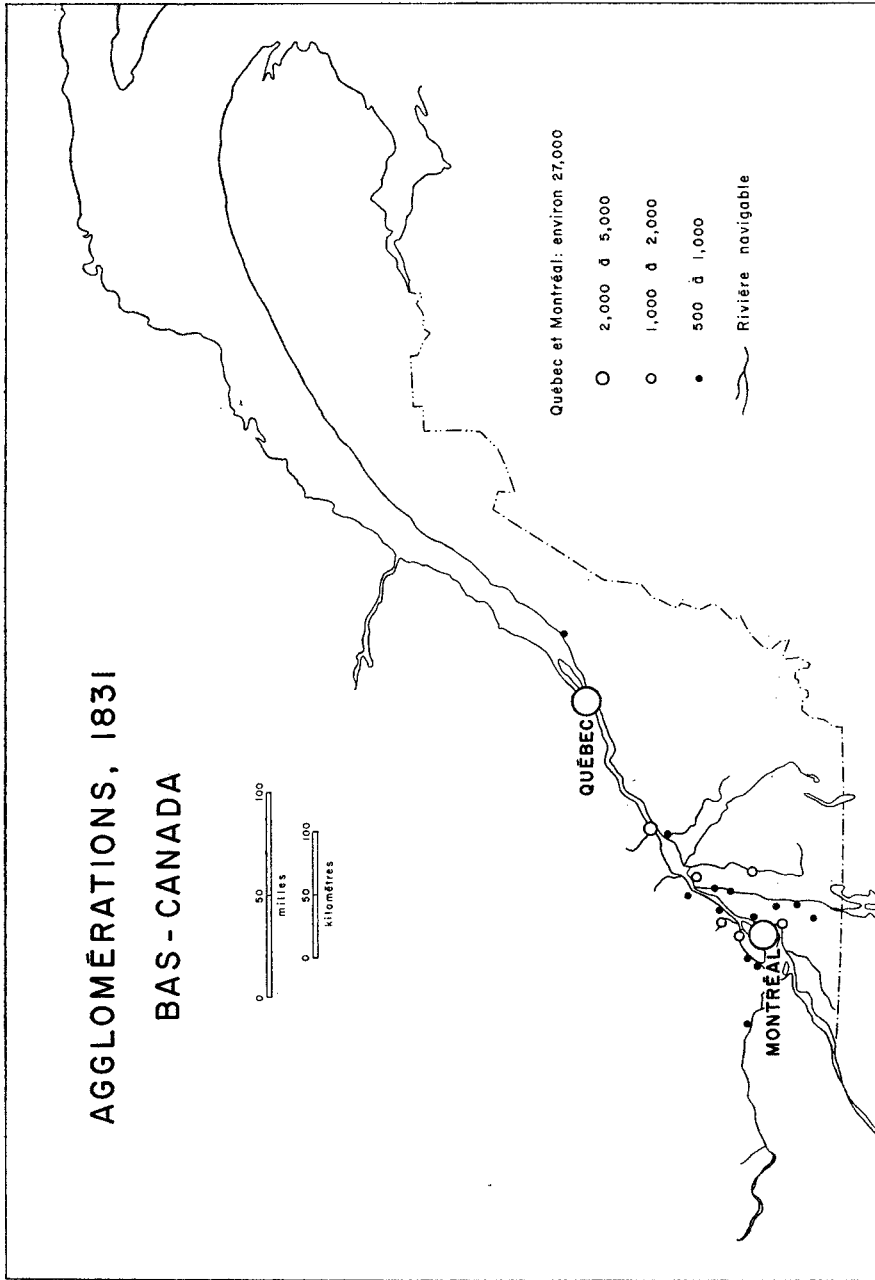 AGGLOMÉRATIONS, 1831
BAS-CANADA
0 50 100
milles
0 50 100
kilomètres
QUÉBEC
MONTRÉAL
Québec et Montréal: environ 27,000
2,000 à 5,000
1,000 à 2,000
500 à 1,000
Rivière navigable